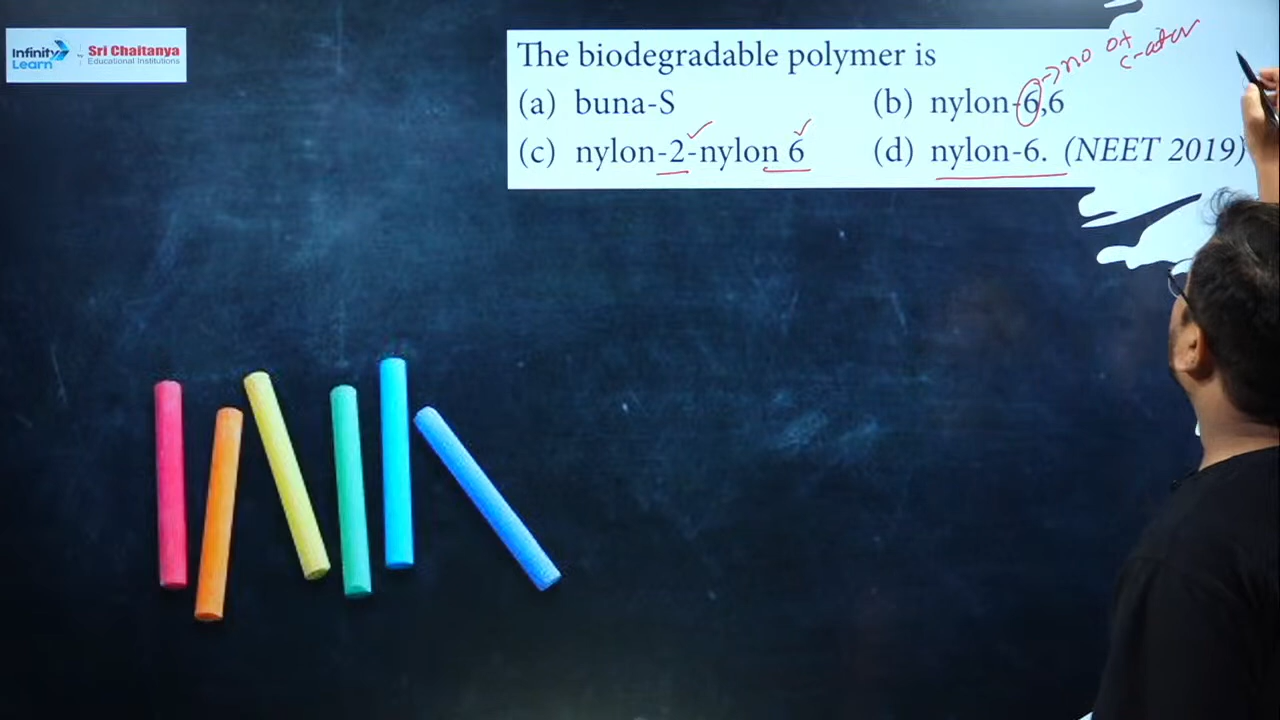 Infinity Learn by Sri Chaitanya Educational Institutions
The biodegradable polymer is
(a) buna-S (b) nylon-6,6
(c) nylon-2-nylon 6 (d) nylon-6. (NEET 2019)
→ no of
c-atom